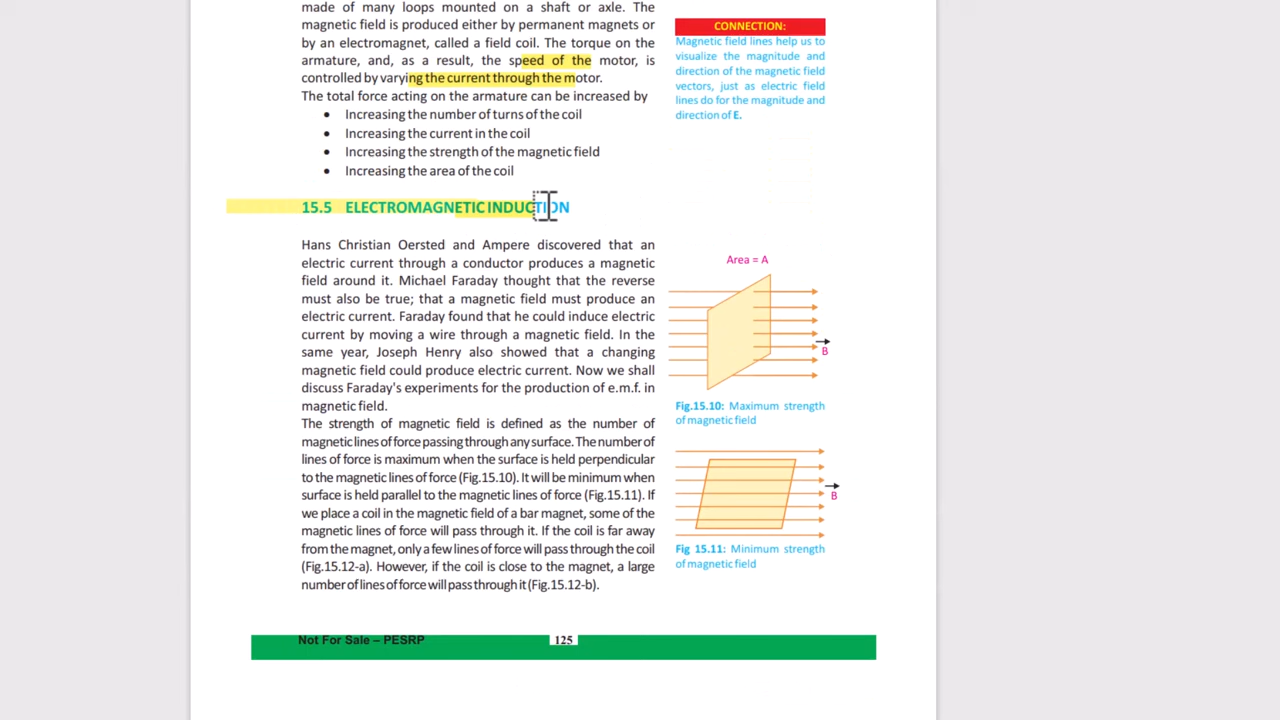 made of many loops mounted on a shaft or axle. The
magnetic field is produced either by permanent magnets or
by an electromagnet, called a field coil. The torque on the
armature, and, as a result, the speed of the motor, is
controlled by varying the current through the motor.
The total force acting on the armature can be increased by
• Increasing the number of turns of the coil
• Increasing the current in the coil
• Increasing the strength of the magnetic field
• Increasing the area of the coil
CONNECTION:
Magnetic field lines help us to
visualize the magnitude and
direction of the magnetic field
vectors, just as electric field
lines do for the magnitude and
direction of E.
15.5 ELECTROMAGNETIC INDUCTION
Hans Christian Oersted and Ampere discovered that an
electric current through a conductor produces a magnetic
field around it. Michael Faraday thought that the reverse
must also be true; that a magnetic field must produce an
electric current. Faraday found that he could induce electric
current by moving a wire through a magnetic field. In the
same year, Joseph Henry also showed that a changing
magnetic field could produce electric current. Now we shall
discuss Faraday's experiments for the production of e.m.f. in
magnetic field.
The strength of magnetic field is defined as the number of
magnetic lines of force passing through any surface. The number of
lines of force is maximum when the surface is held perpendicular
to the magnetic lines of force (Fig.15.10). It will be minimum when
surface is held parallel to the magnetic lines of force (Fig.15.11). If
we place a coil in the magnetic field of a bar magnet, some of the
magnetic lines of force will pass through it. If the coil is far away
from the magnet, only a few lines of force will pass through the coil
(Fig.15.12-a). However, if the coil is close to the magnet, a large
number of lines of force will pass through it (Fig.15.12-b).
Area = A
B
Fig.15.10: Maximum strength
of magnetic field
B
Fig 15.11: Minimum strength
of magnetic field
Not For Sale – PESRP
125